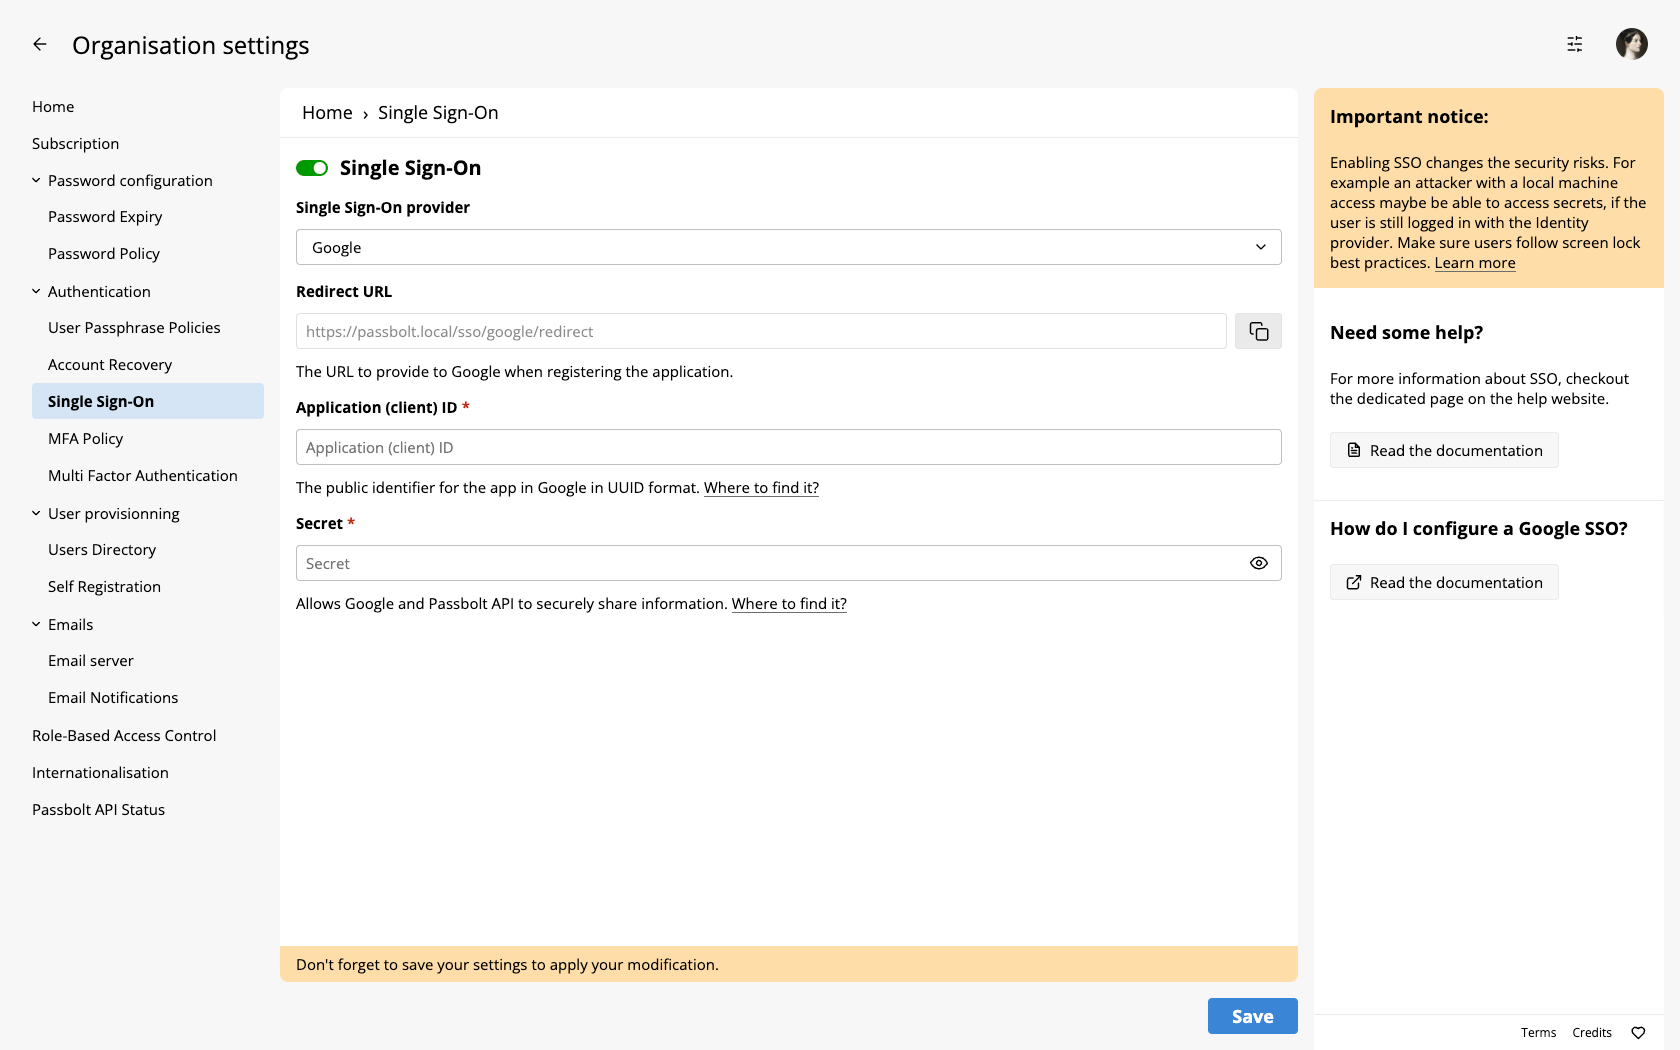 Organisation settings
Home
Subscription
Password configuration
Password Expiry
Password Policy
Authentication
User Passphrase Policies
Account Recovery
Single Sign-On
MFA Policy
Multi Factor Authentication
User provisionning
Users Directory
Self Registration
Emails
Email server
Email Notifications
Role-Based Access Control
Internationalisation
Passbolt API Status
Home › Single Sign-On
Single Sign-On
Single Sign-On provider
Google
Redirect URL
https://passbolt.local/sso/google/redirect
The URL to provide to Google when registering the application.
Application (client) ID *
Application (client) ID
The public identifier for the app in Google in UUID format. Where to find it?
Secret *
Secret
Allows Google and Passbolt API to securely share information. Where to find it?
Don't forget to save your settings to apply your modification.
Save
Important notice:
Enabling SSO changes the security risks. For
example an attacker with a local machine
access maybe be able to access secrets, if the
user is still logged in with the Identity
provider. Make sure users follow screen lock
best practices. Learn more
Need some help?
For more information about SSO, checkout
the dedicated page on the help website.
Read the documentation
How do I configure a Google SSO?
Read the documentation
Terms Credits